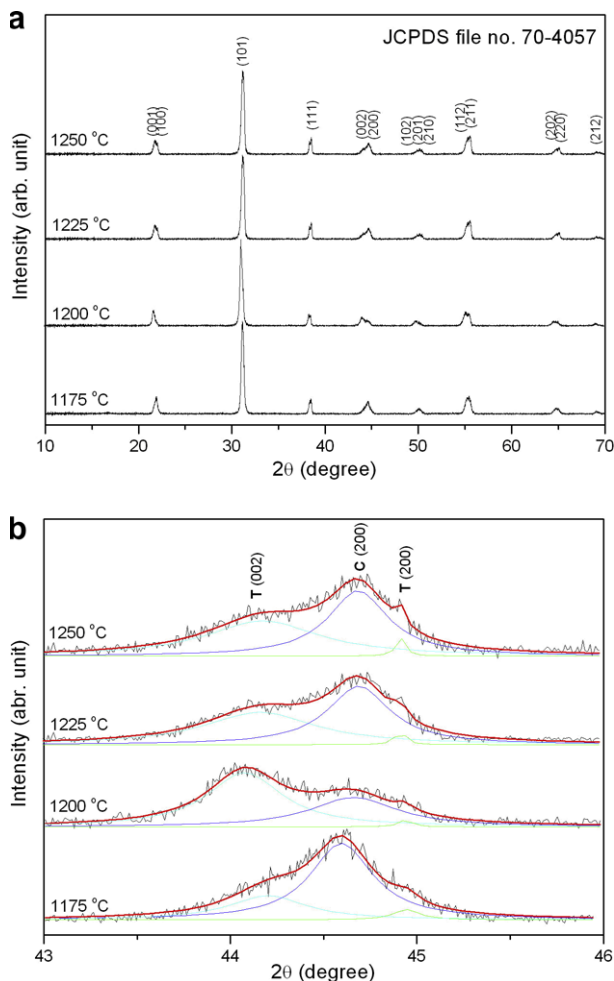 a
JCPDS file no. 70-4057
(001)
(100)
(101)
(111)
(002)
(200)
(102)
(201)
(210)
(112)
(211)
(202)
(220)
(212)
1250 °C
1225 °C
1200 °C
1175 °C
Intensity (arb. unit)
10 20 30 40 50 60 70
2θ (degree)
b
T (002)
C (200)
T (200)
1250 °C
1225 °C
1200 °C
1175 °C
Intensity (abr. unit)
43 44 45 46
2θ (degree)